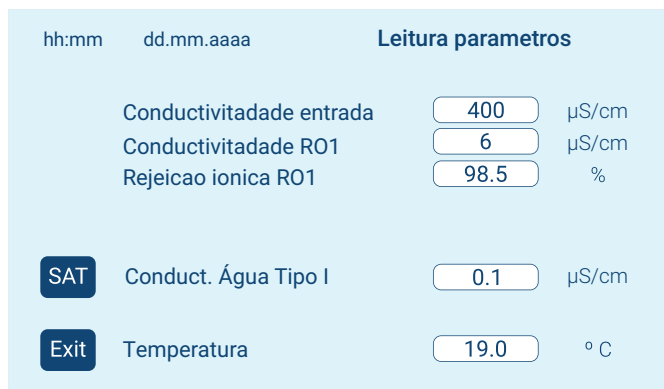 hh:mm dd.mm.aaaa Leitura parametros
Conductivitadade entrada 400 µS/cm
Conductivitadade RO1 6 µS/cm
Rejeicao ionica RO1 98.5 %
SAT Conduct. Água Tipo I 0.1 µS/cm
Exit Temperatura 19.0 º C